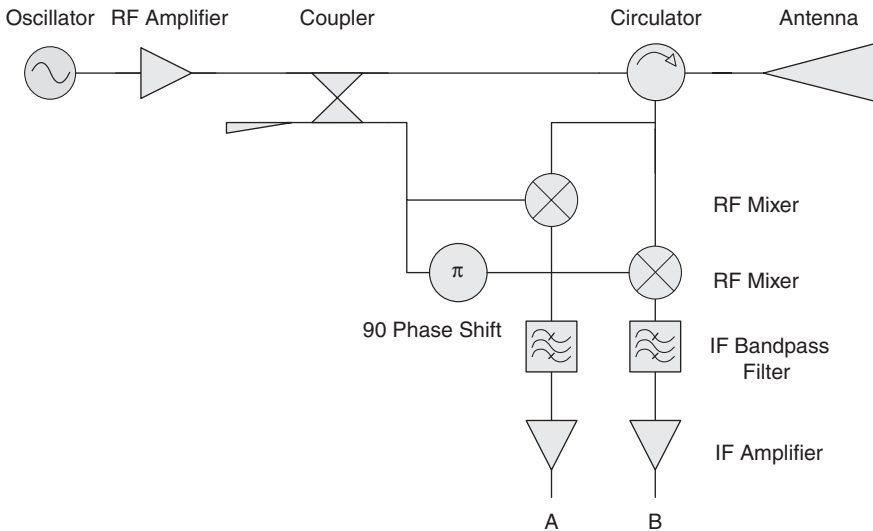 Oscillator RF Amplifier Coupler Circulator Antenna
RF Mixer
π
RF Mixer
90 Phase Shift
IF Bandpass
Filter
IF Amplifier
A B